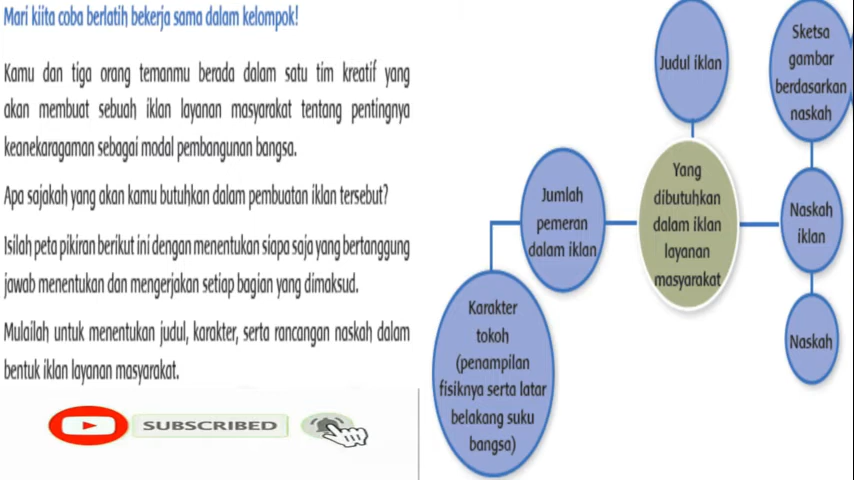 Mari kiita coba berlatih bekerja sama dalam kelompok!
Kamu dan tiga orang temanmu berada dalam satu tim kreatif yang
akan membuat sebuah iklan layanan masyarakat tentang pentingnya
keanekaragaman sebagai modal pembangunan bangsa.
Apa sajakah yang akan kamu butuhkan dalam pembuatan iklan tersebut?
Isilah peta pikiran berikut ini dengan menentukan siapa saja yang bertanggung
jawab menentukan dan mengerjakan setiap bagian yang dimaksud.
Mulailah untuk menentukan judul, karakter, serta rancangan naskah dalam
bentuk iklan layanan masyarakat.
SUBSCRIBED
Judul iklan
Sketsa
gambar
berdasarkan
naskah
Yang
dibutuhkan
dalam iklan
layanan
masyarakat
Jumlah
pemeran
dalam iklan
Naskah
iklan
Karakter
tokoh
(penampilan
fisiknya serta latar
belakang suku
bangsa)
Naskah